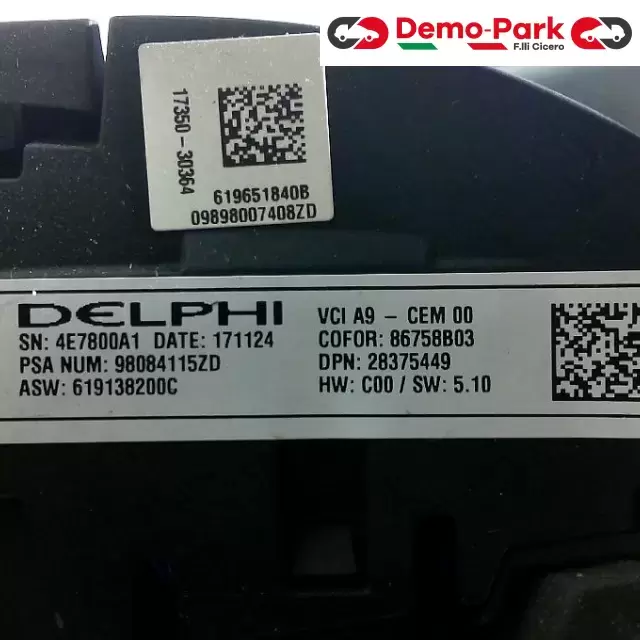 Demo-Park
F.lli Cicero
17350 - 30364
619651840B
09898007408ZD
DELPHI
SN: 4E7800A1 DATE: 171124
PSA NUM: 98084115ZD
ASW: 619138200C
VCI A9 - CEM 00
COFOR: 86758B03
DPN: 28375449
HW: C00 / SW: 5.10